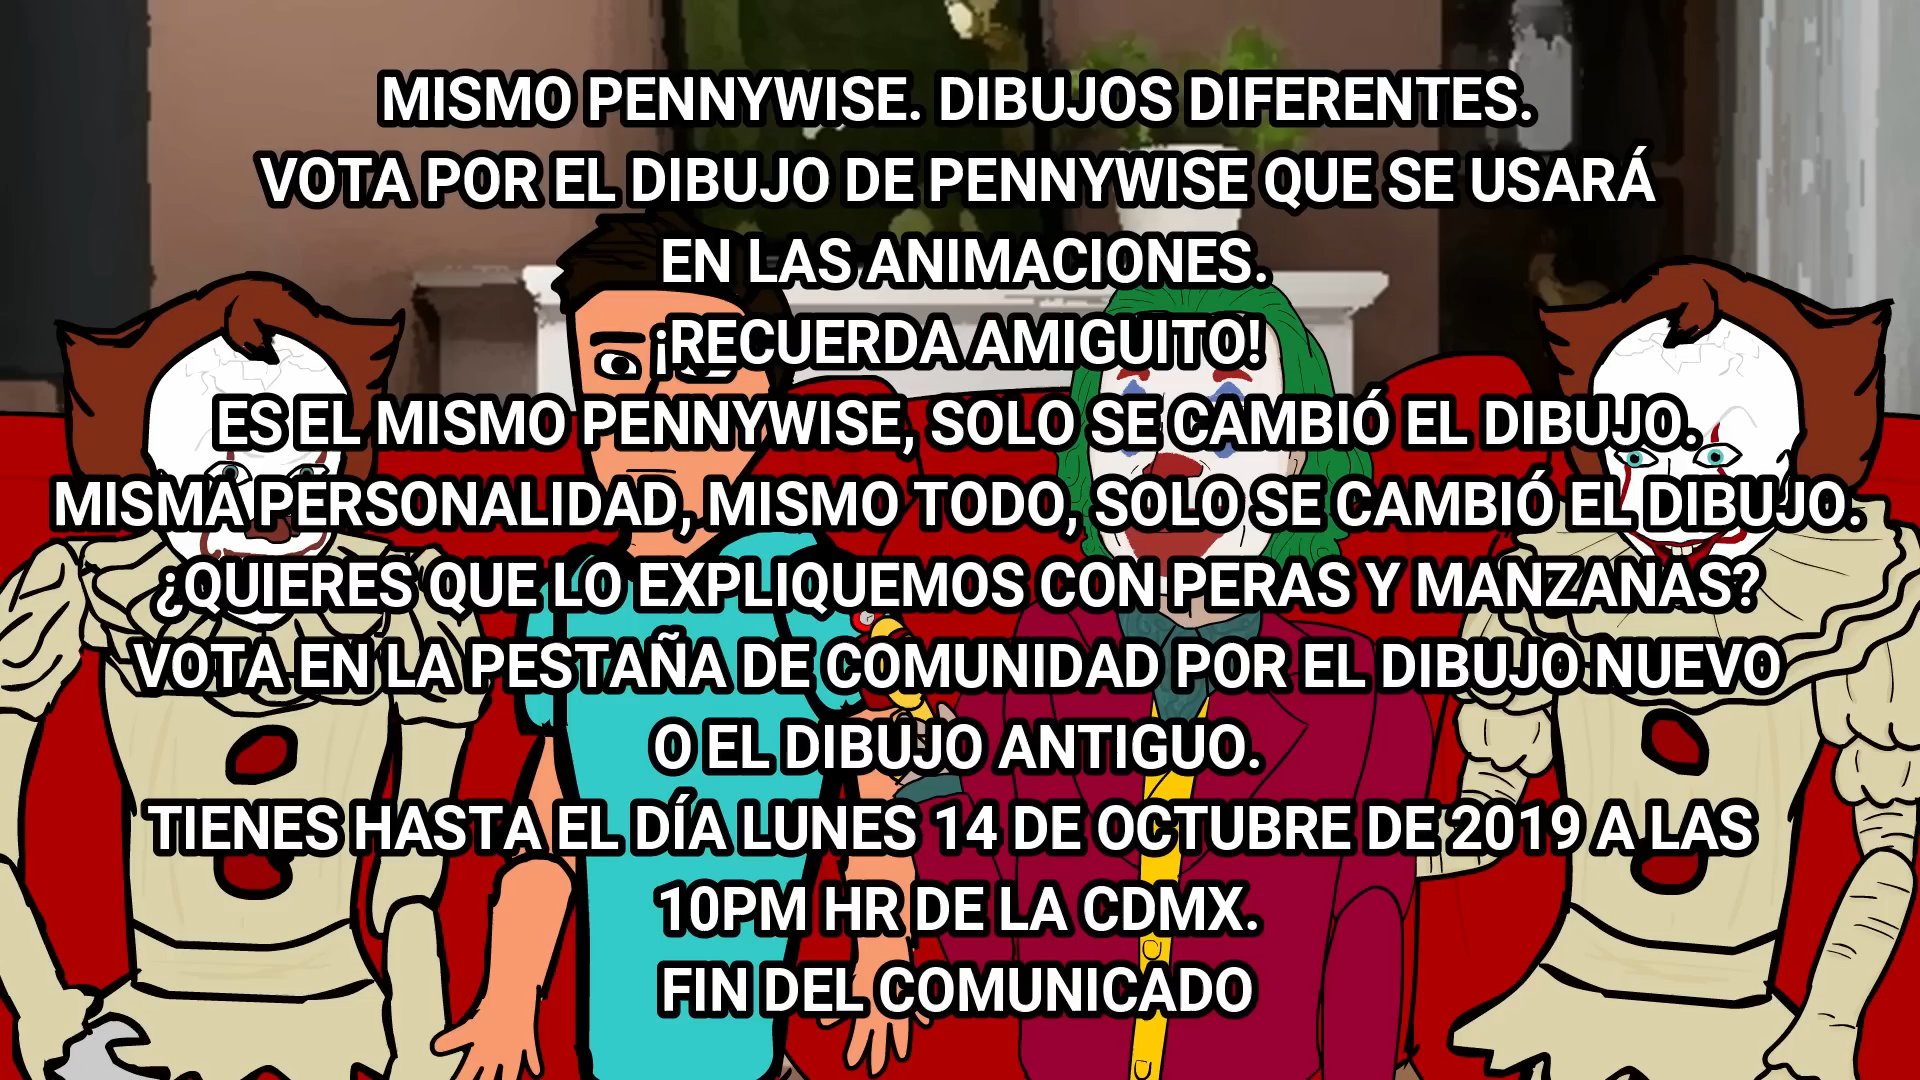 MISMO PENNYWISE. DIBUJOS DIFERENTES.
VOTA POR EL DIBUJO DE PENNYWISE QUE SE USARÁ
EN LAS ANIMACIONES.
¡RECUERDA AMIGUITO!
ES EL MISMO PENNYWISE, SOLO SE CAMBIÓ EL DIBUJO.
MISMA PERSONALIDAD, MISMO TODO, SOLO SE CAMBIÓ EL DIBUJO.
¿QUIERES QUE LO EXPLIQUEMOS CON PERAS Y MANZANAS?
VOTA EN LA PESTAÑA DE COMUNIDAD POR EL DIBUJO NUEVO
O EL DIBUJO ANTIGUO.
TIENES HASTA EL DÍA LUNES 14 DE OCTUBRE DE 2019 A LAS
10PM HR DE LA CDMX.
FIN DEL COMUNICADO